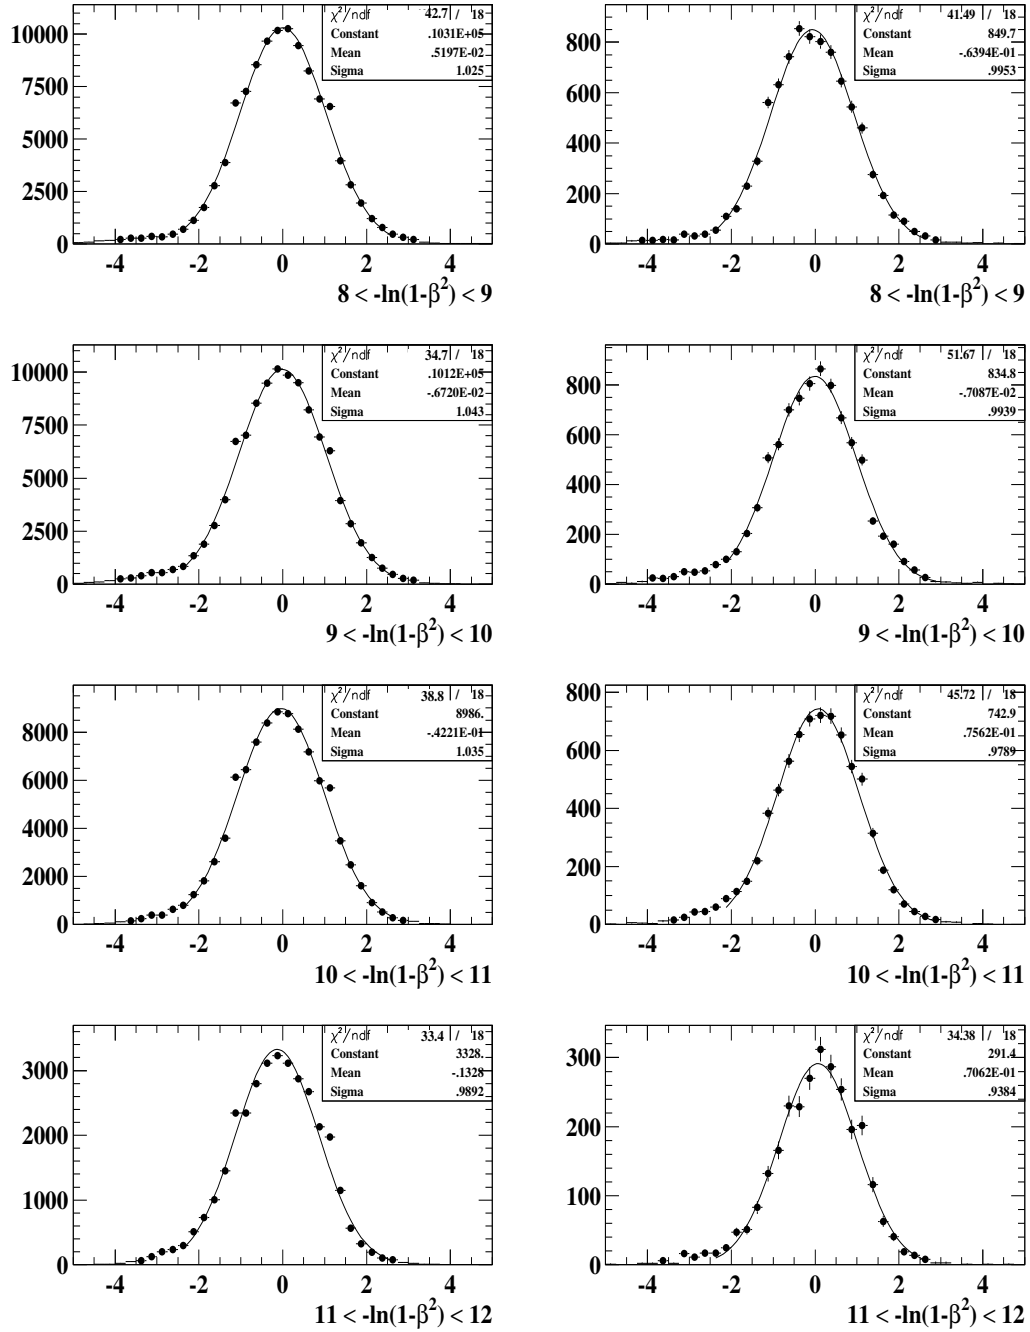 χ²/ndf 42.7 / 18
Constant .1031E+05
Mean .5197E-02
Sigma 1.025
10000
7500
5000
2500
0
-4 -2 0 2 4
8 < -ln(1-β²) < 9
χ²/ndf 41.49 / 18
Constant 849.7
Mean -.6394E-01
Sigma .9953
800
600
400
200
0
-4 -2 0 2 4
8 < -ln(1-β²) < 9
χ²/ndf 34.7 / 18
Constant .1012E+05
Mean -.6720E-02
Sigma 1.043
10000
7500
5000
2500
0
-4 -2 0 2 4
9 < -ln(1-β²) < 10
χ²/ndf 51.67 / 18
Constant 834.8
Mean -.7087E-02
Sigma .9939
800
600
400
200
0
-4 -2 0 2 4
9 < -ln(1-β²) < 10
χ²/ndf 38.8 / 18
Constant 8986.
Mean -.4221E-01
Sigma 1.035
8000
6000
4000
2000
0
-4 -2 0 2 4
10 < -ln(1-β²) < 11
χ²/ndf 45.72 / 18
Constant 742.9
Mean .7562E-01
Sigma .9789
800
600
400
200
0
-4 -2 0 2 4
10 < -ln(1-β²) < 11
χ²/ndf 33.4 / 18
Constant 3328.
Mean -.1328
Sigma .9892
3000
2000
1000
0
-4 -2 0 2 4
11 < -ln(1-β²) < 12
χ²/ndf 34.38 / 18
Constant 291.4
Mean .7062E-01
Sigma .9384
300
200
100
0
-4 -2 0 2 4
11 < -ln(1-β²) < 12